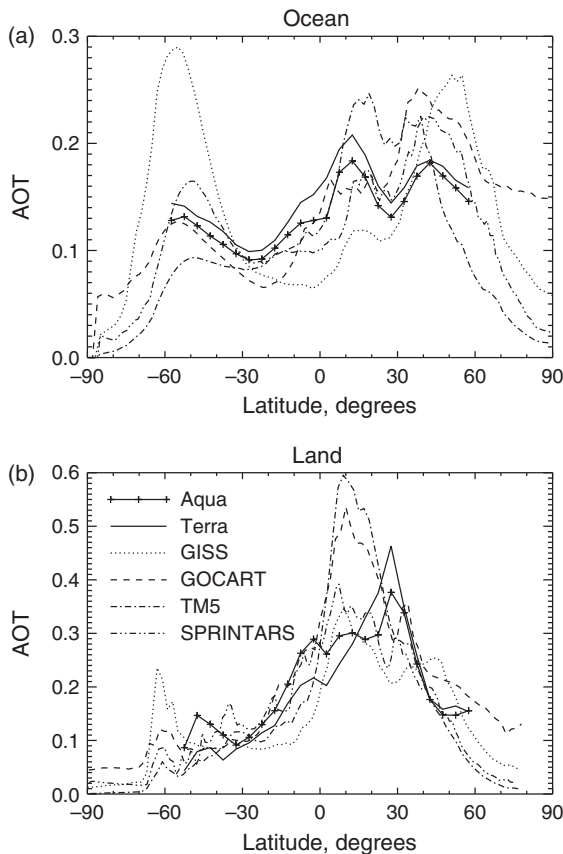 (a)
Ocean
0.3
0.2
AOT
0.1
0.0
−90 −60 −30 0 30 60 90
Latitude, degrees
(b)
Land
0.6
Aqua
0.5
Terra
GISS
0.4
GOCART
AOT
TM5
0.3
SPRINTARS
0.2
0.1
0.0
−90 −60 −30 0 30 60 90
Latitude, degrees